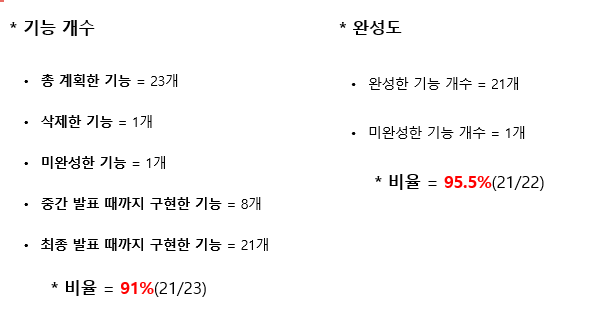 * 기능 개수
• 총 계획한 기능 = 23개
• 삭제한 기능 = 1개
• 미완성한 기능 = 1개
• 중간 발표 때까지 구현한 기능 = 8개
• 최종 발표 때까지 구현한 기능 = 21개
* 비율 = 91%(21/23)
* 완성도
• 완성한 기능 개수 = 21개
• 미완성한 기능 개수 = 1개
* 비율 = 95.5%(21/22)